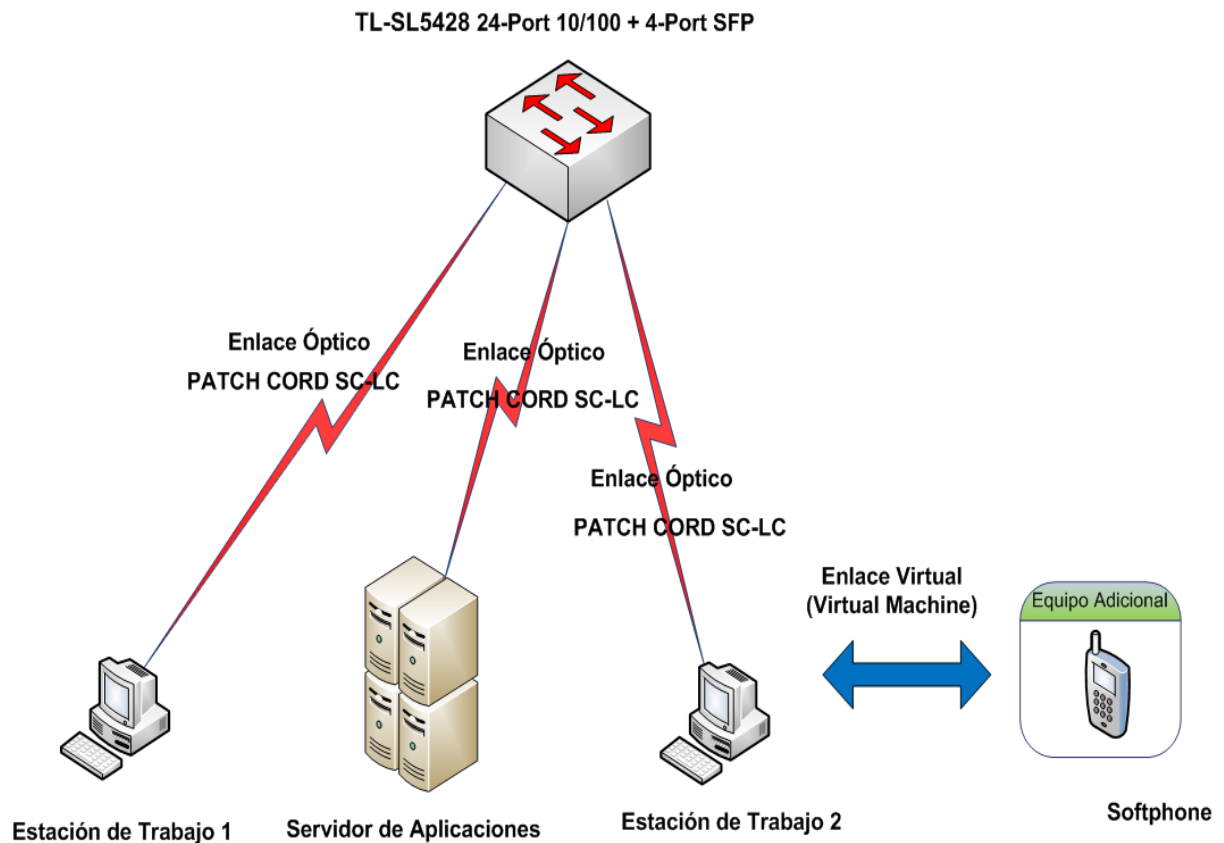 TL-SL5428 24-Port 10/100 + 4-Port SFP
Enlace Óptico
PATCH CORD SC-LC
Enlace Óptico
PATCH CORD SC-LC
Enlace Óptico
PATCH CORD SC-LC
Enlace Virtual
(Virtual Machine)
Equipo Adicional
Estación de Trabajo 1
Servidor de Aplicaciones
Estación de Trabajo 2
Softphone